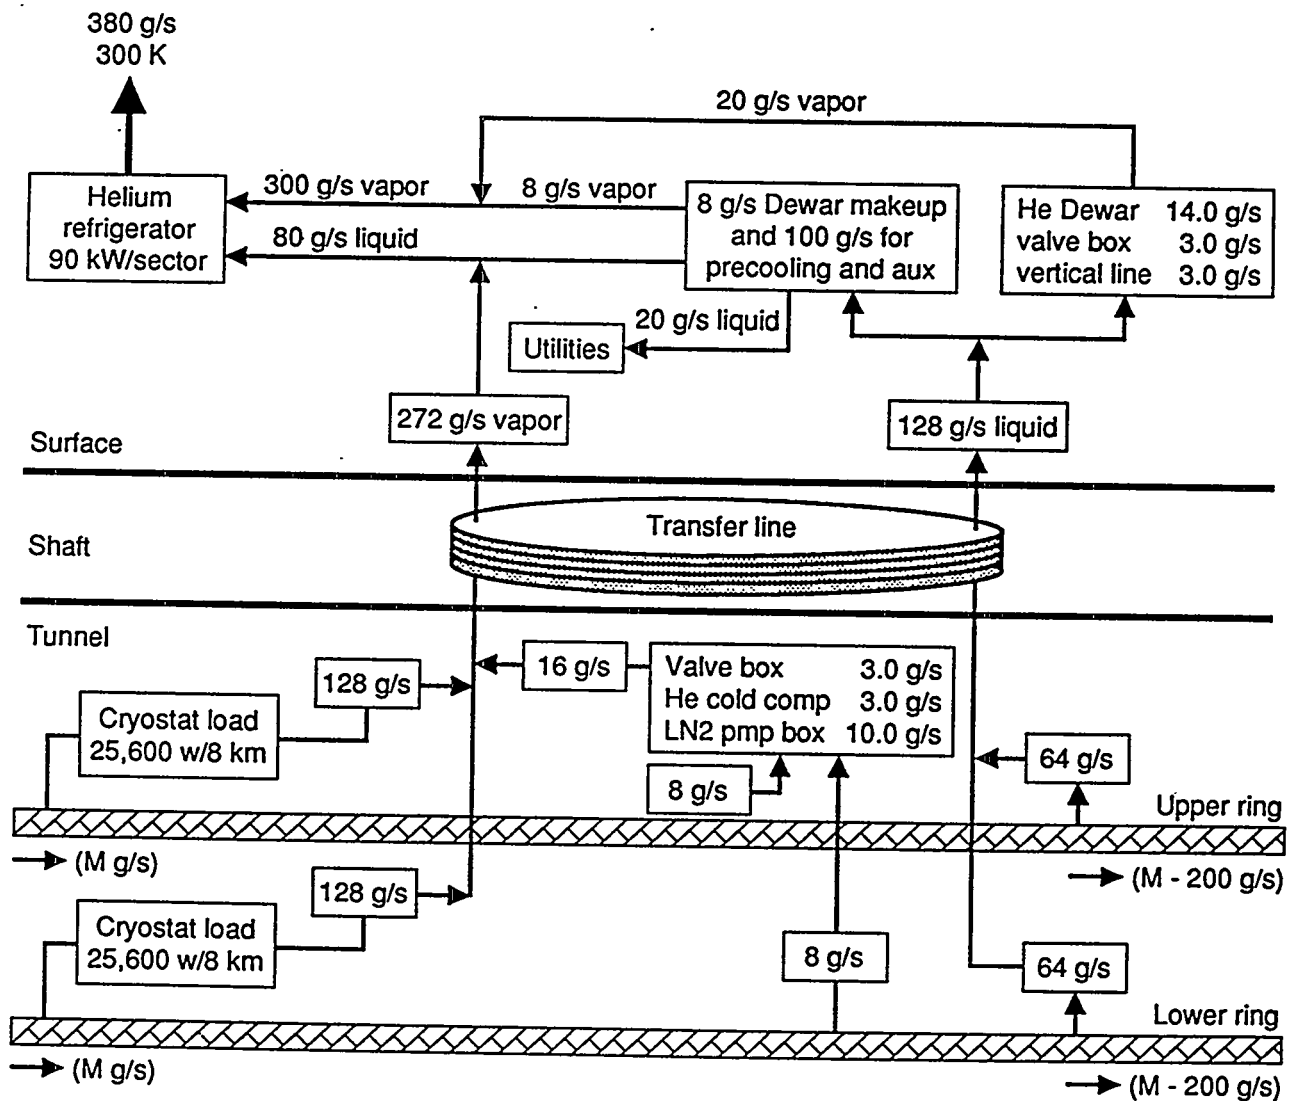 380 g/s
300 K
20 g/s vapor
Helium
refrigerator
90 kW/sector
300 g/s vapor
8 g/s vapor
80 g/s liquid
8 g/s Dewar makeup
and 100 g/s for
precooling and aux
He Dewar 14.0 g/s
valve box 3.0 g/s
vertical line 3.0 g/s
20 g/s liquid
Utilities
272 g/s vapor
128 g/s liquid
Surface
Transfer line
Shaft
Tunnel
128 g/s
16 g/s
Valve box 3.0 g/s
He cold comp 3.0 g/s
LN2 pmp box 10.0 g/s
Cryostat load
25,600 w/8 km
64 g/s
8 g/s
Upper ring
(M g/s)
(M - 200 g/s)
128 g/s
Cryostat load
25,600 w/8 km
8 g/s
64 g/s
Lower ring
(M g/s)
(M - 200 g/s)